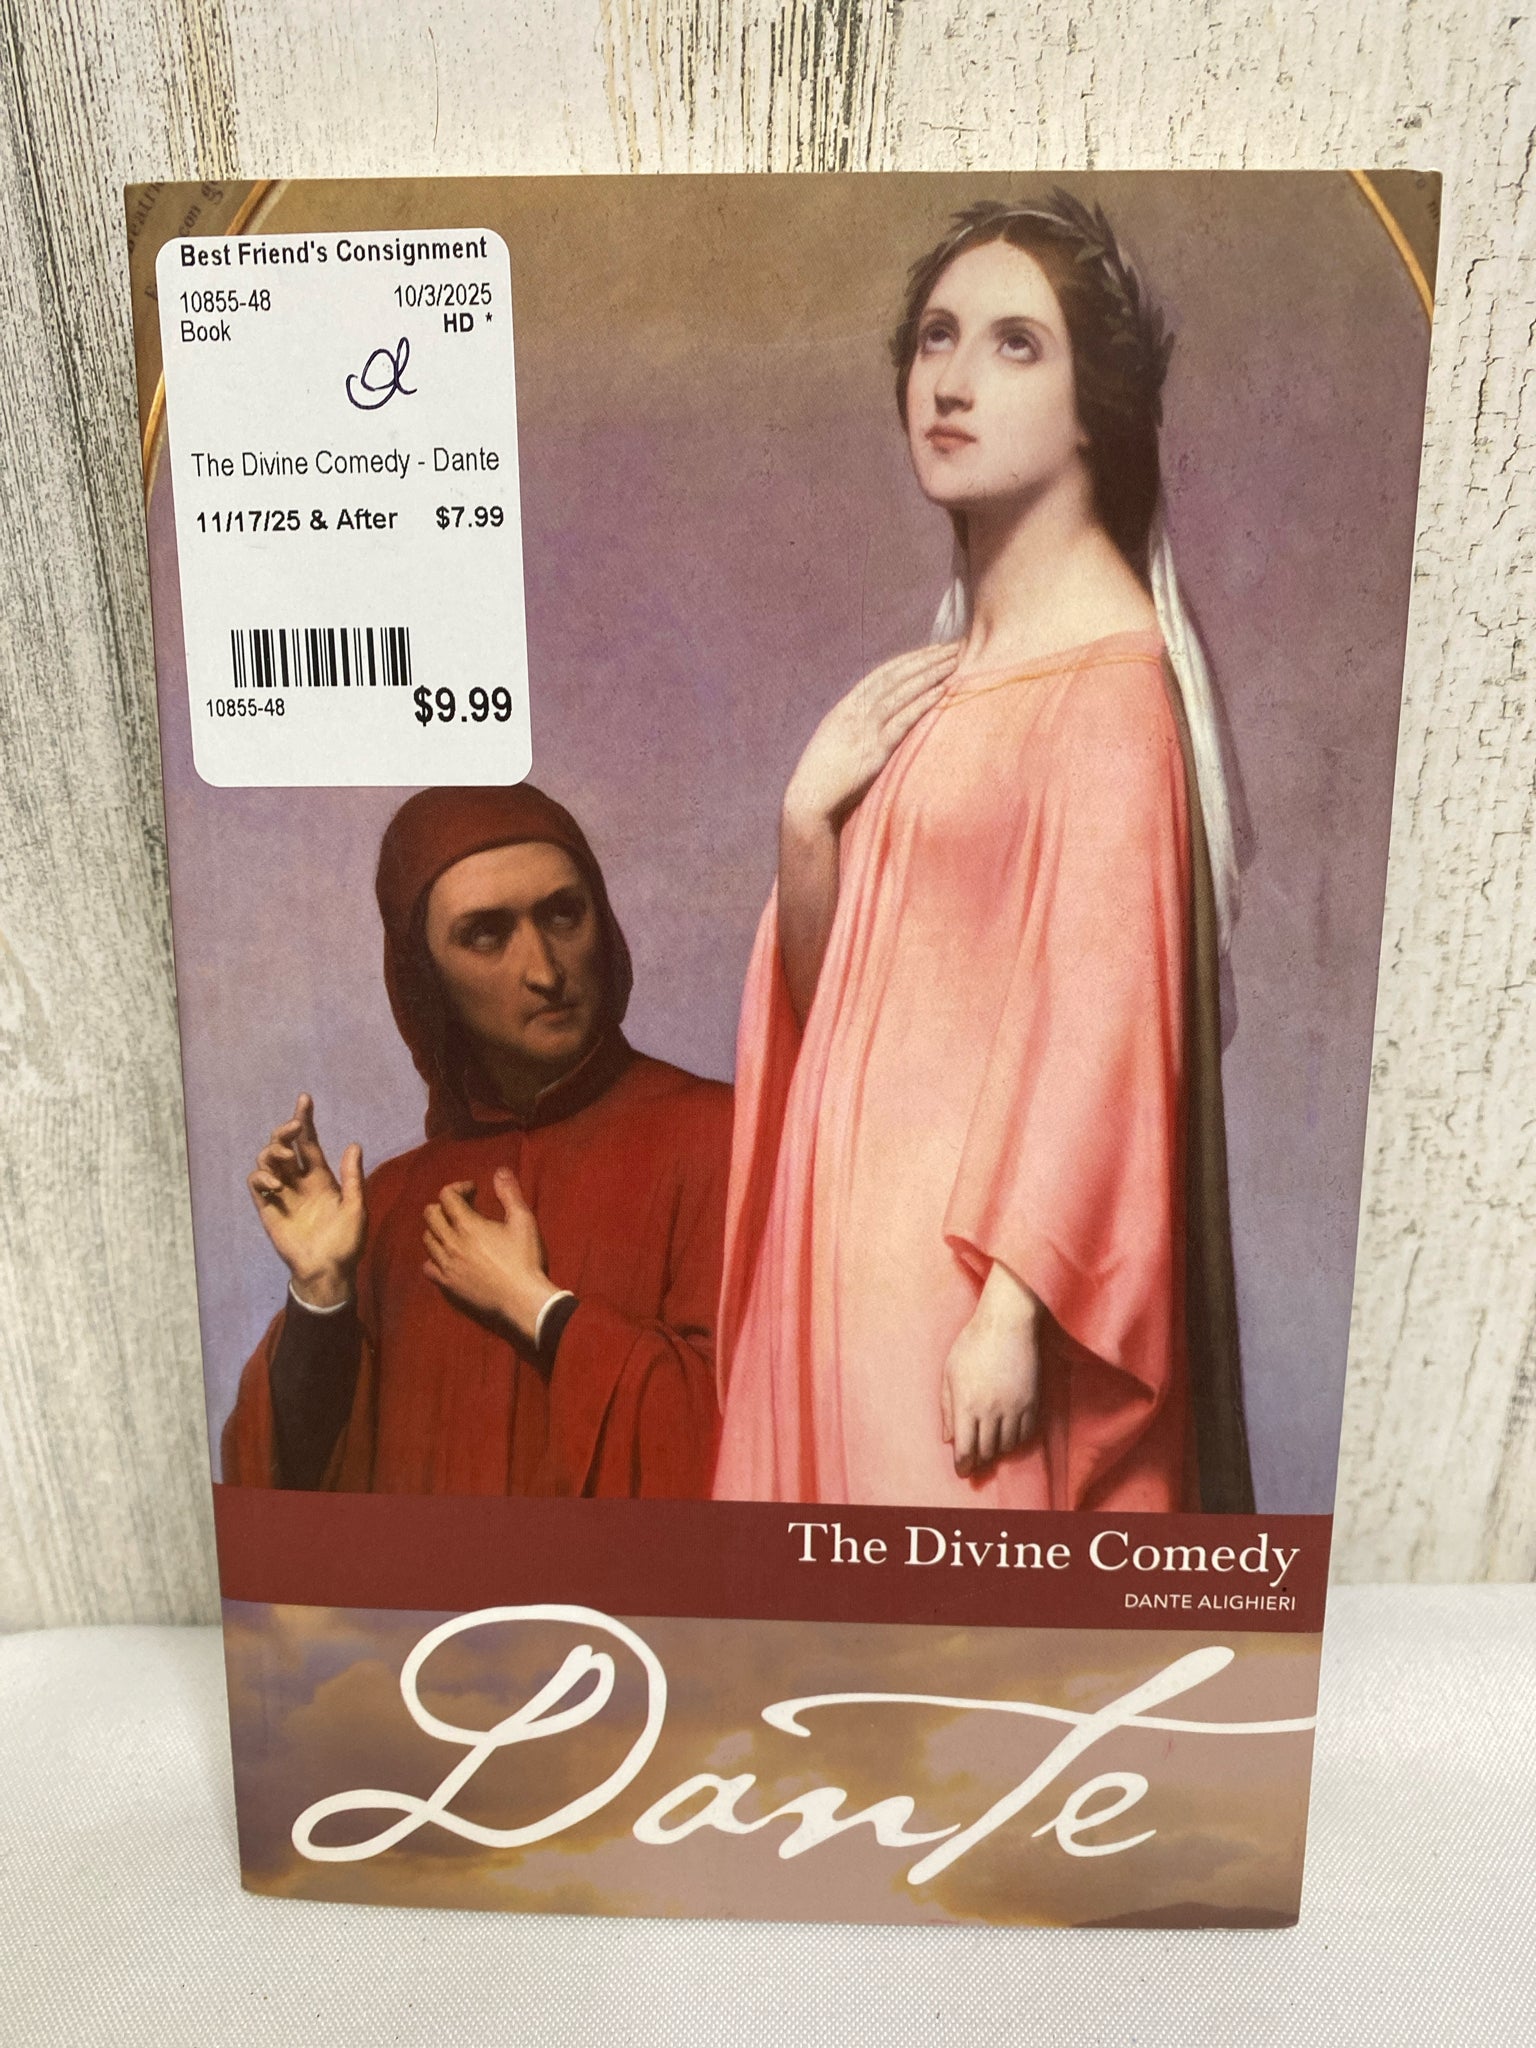 Best Friend's Consignment
10855-48 10/3/2025
Book HD *
The Divine Comedy - Dante
11/17/25 & After $7.99
10855-48 $9.99
The Divine Comedy
DANTE ALIGHIERI
Dante